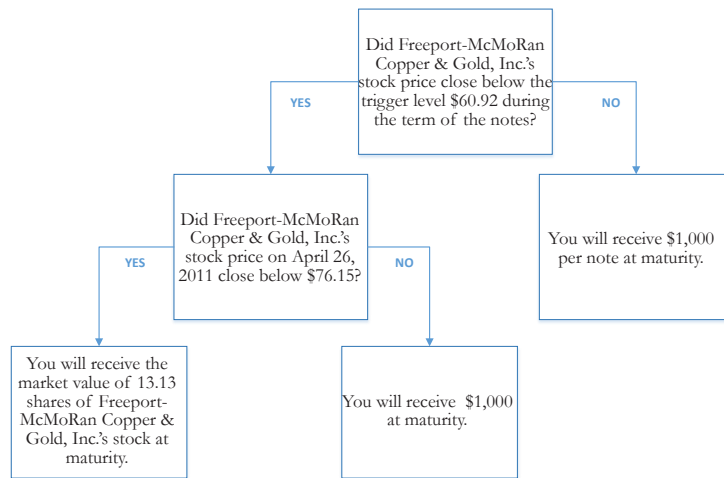 Did Freeport-McMoRan
Copper & Gold, Inc.'s
stock price close below the
trigger level $60.92 during
the term of the notes?
YES
NO
Did Freeport-McMoRan
Copper & Gold, Inc.'s
stock price on April 26,
2011 close below $76.15?
You will receive $1,000
per note at maturity.
YES
NO
You will receive the
market value of 13.13
shares of Freeport-
McMoRan Copper &
Gold, Inc.'s stock at
maturity.
You will receive $1,000
at maturity.